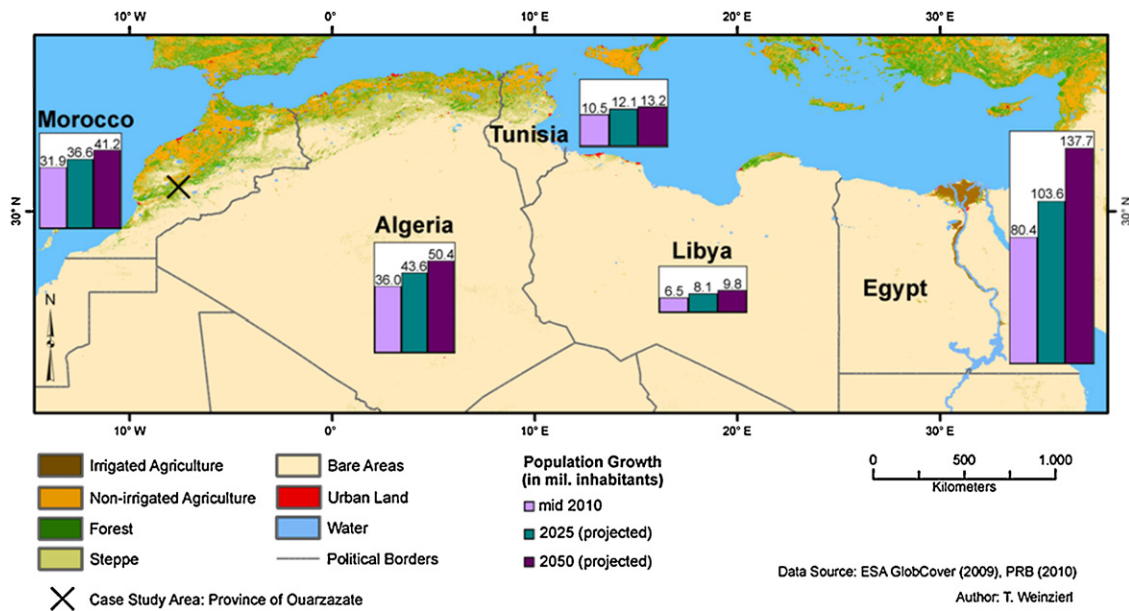 10° W 0° 10° E 20° E 30° E
Morocco
31.9 36.6 41.2
Tunisia
10.5 12.1 13.2
137.7
103.6
80.4
30° N
30° N
Algeria
36.0 43.6 50.4
Libya
6.5 8.1 9.8
Egypt
N
10° W 0° 10° E 20° E 30° E
Irrigated Agriculture
Non-irrigated Agriculture
Forest
Steppe
Case Study Area: Province of Ouarzazate
Bare Areas
Urban Land
Water
Political Borders
Population Growth
(in mil. inhabitants)
mid 2010
2025 (projected)
2050 (projected)
0 500 1.000
Kilometers
Data Source: ESA GlobCover (2009), PRB (2010)
Author: T. Weinzierl